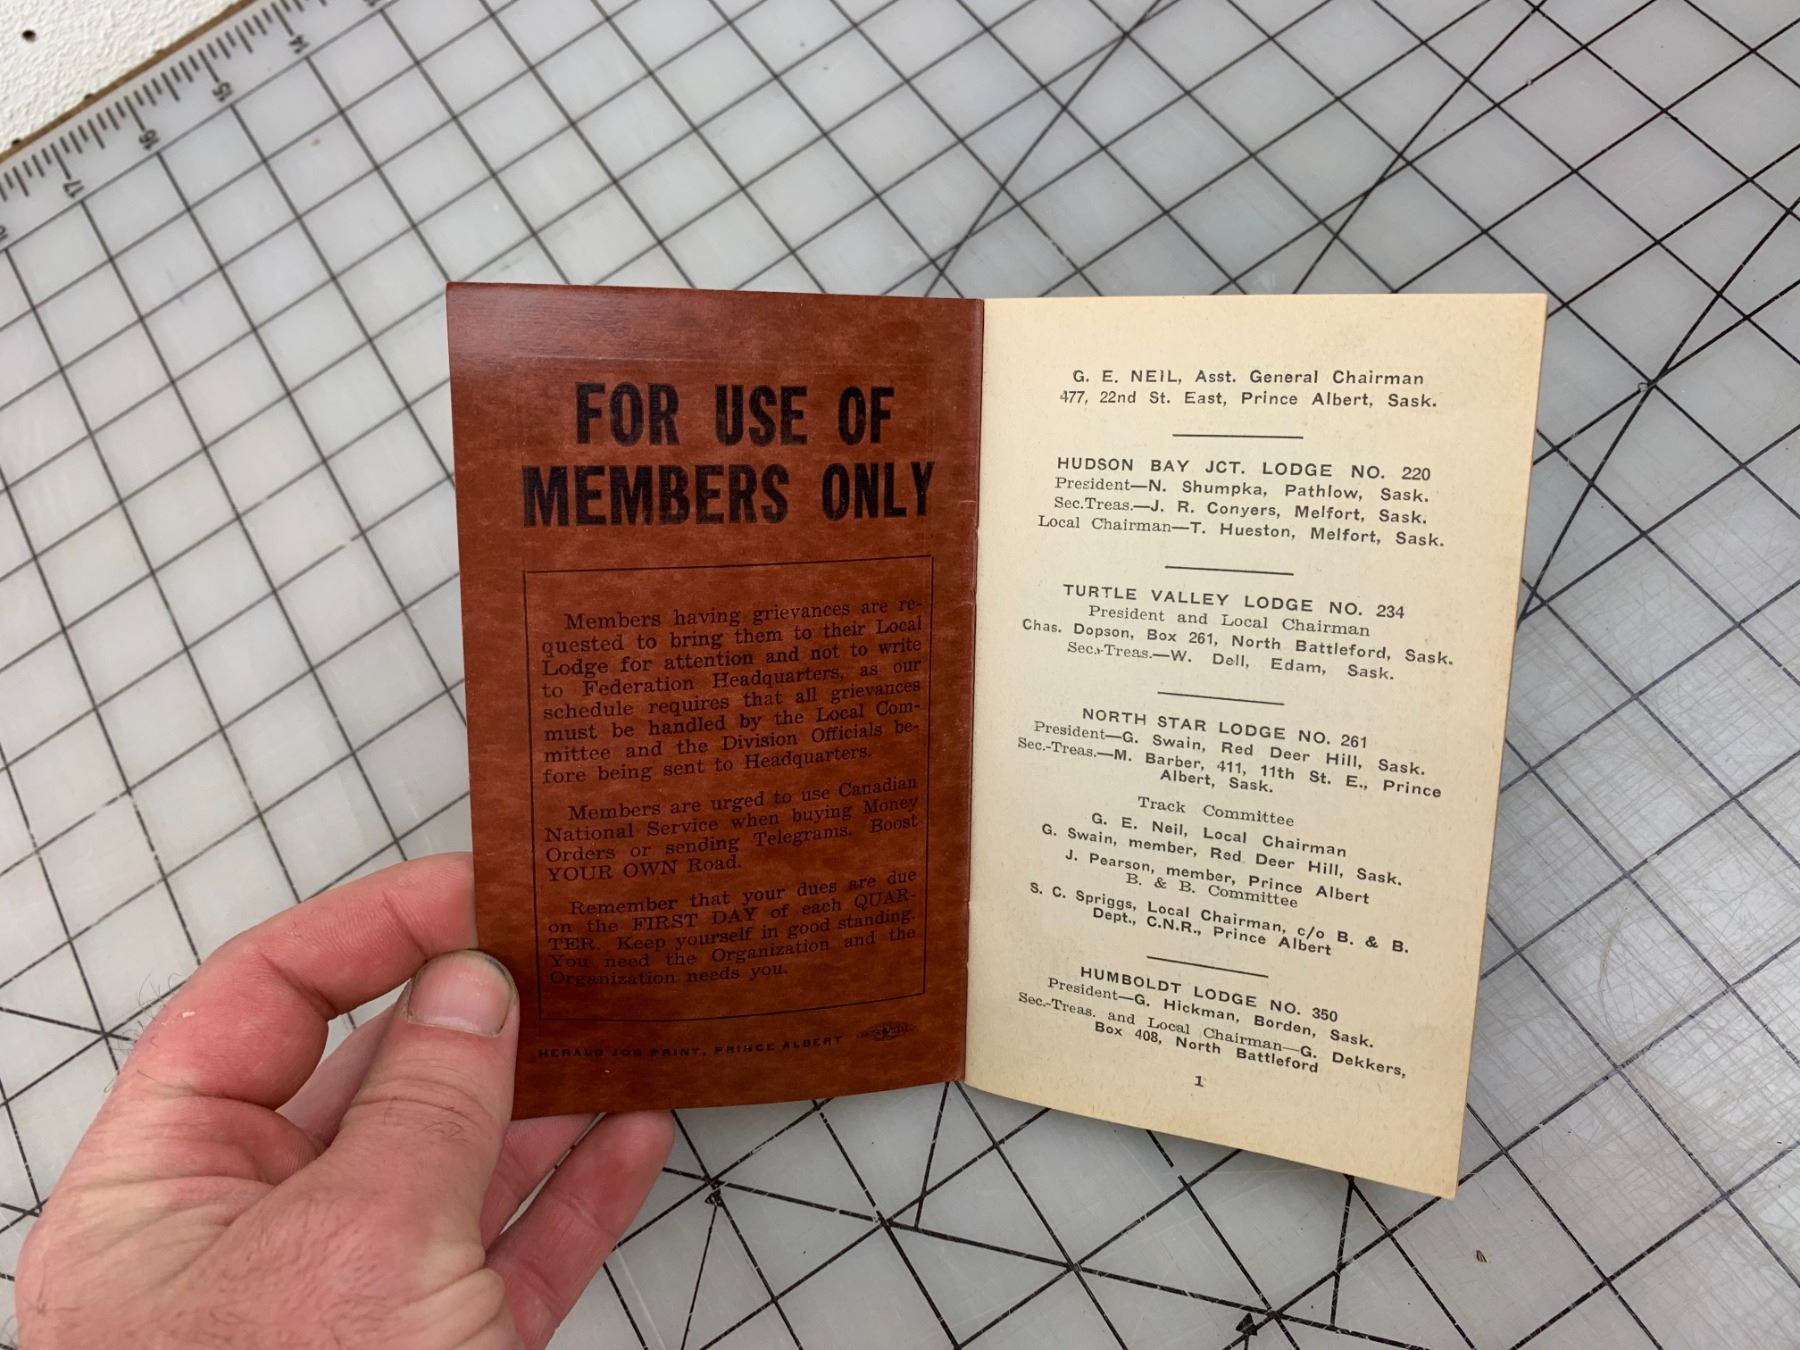 14
15
16
17
FOR USE OF
MEMBERS ONLY
Members having grievances are re-
quested to bring them to their Local
Lodge for attention and not to write
to Federation Headquarters, as our
schedule requires that all grievances
must be handled by the Local Com-
mittee and the Division Officials be-
fore being sent to Headquarters.
Members are urged to use Canadian
National Service when buying Money
Orders or sending Telegrams. Boost
YOUR OWN Road.
Remember that your dues are due
on the FIRST DAY of each QUAR-
TER. Keep yourself in good standing.
You need the Organization and the
Organization needs you.
HERALD JOB PRINT, PRINCE ALBERT
G. E. NEIL, Asst. General Chairman
477, 22nd St. East, Prince Albert, Sask.
HUDSON BAY JCT. LODGE NO. 220
President—N. Shumpka, Pathlow, Sask.
Sec.Treas.—J. R. Conyers, Melfort, Sask.
Local Chairman—T. Hueston, Melfort, Sask.
TURTLE VALLEY LODGE NO. 234
President and Local Chairman
Chas. Dopson, Box 261, North Battleford, Sask.
Sec.-Treas.—W. Dell, Edam, Sask.
NORTH STAR LODGE NO. 261
President—G. Swain, Red Deer Hill, Sask.
Sec.-Treas.—M. Barber, 411, 11th St. E., Prince
Albert, Sask.
Track Committee
G. E. Neil, Local Chairman
G. Swain, member, Red Deer Hill, Sask.
J. Pearson, member, Prince Albert
B. & B. Committee
S. C. Spriggs, Local Chairman, c/o B. & B.
Dept., C.N.R., Prince Albert
HUMBOLDT LODGE NO. 350
President—G. Hickman, Borden, Sask.
Sec.-Treas. and Local Chairman—G. Dekkers,
Box 408, North Battleford
1